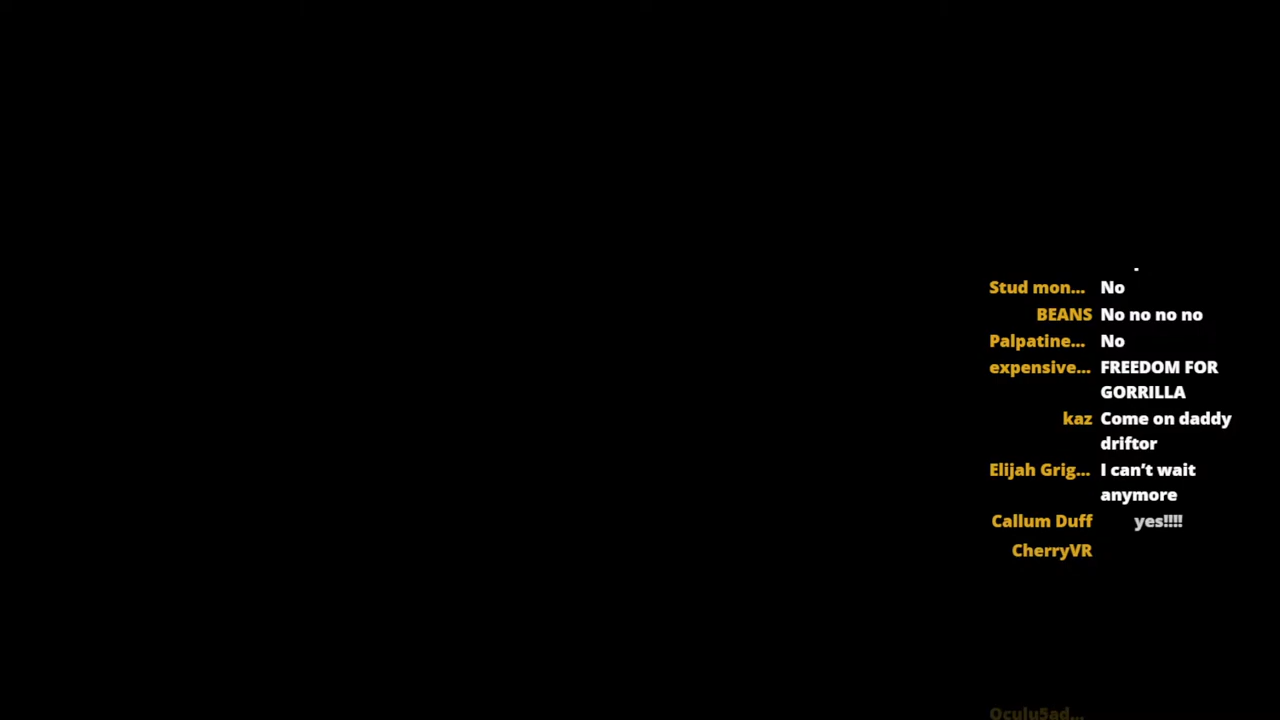 Stud mon... No
BEANS No no no no
Palpatine... No
expensive... FREEDOM FOR
GORRILLA
kaz Come on daddy
driftor
Elijah Grig... I can’t wait
anymore
Callum Duff yes!!!!
CherryVR
Oculu5ad...